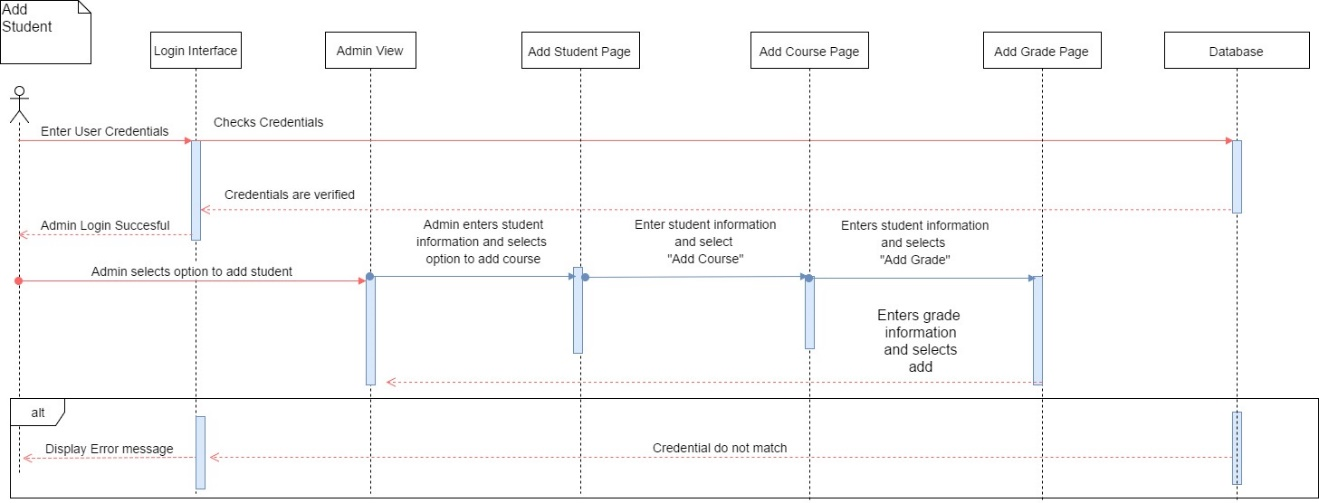 Add
Student
Login Interface
Admin View
Add Student Page
Add Course Page
Add Grade Page
Database
Enter User Credentials
Checks Credentials
Credentials are verified
Admin Login Succesful
Admin enters student
information and selects
option to add course
Enter student information
and select
"Add Course"
Enters student information
and selects
"Add Grade"
Admin selects option to add student
Enters grade
information
and selects
add
alt
Display Error message
Credential do not match